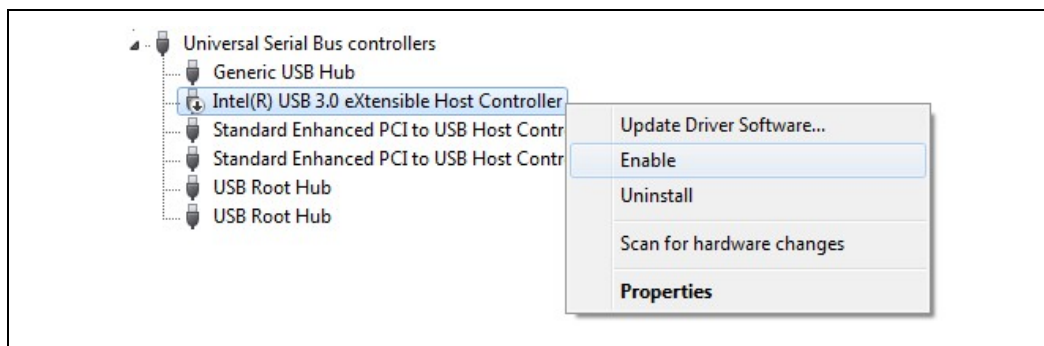 Universal Serial Bus controllers
Generic USB Hub
Intel(R) USB 3.0 eXtensible Host Controller
Standard Enhanced PCI to USB Host Contr
Standard Enhanced PCI to USB Host Contr
USB Root Hub
USB Root Hub
Update Driver Software...
Enable
Uninstall
Scan for hardware changes
Properties